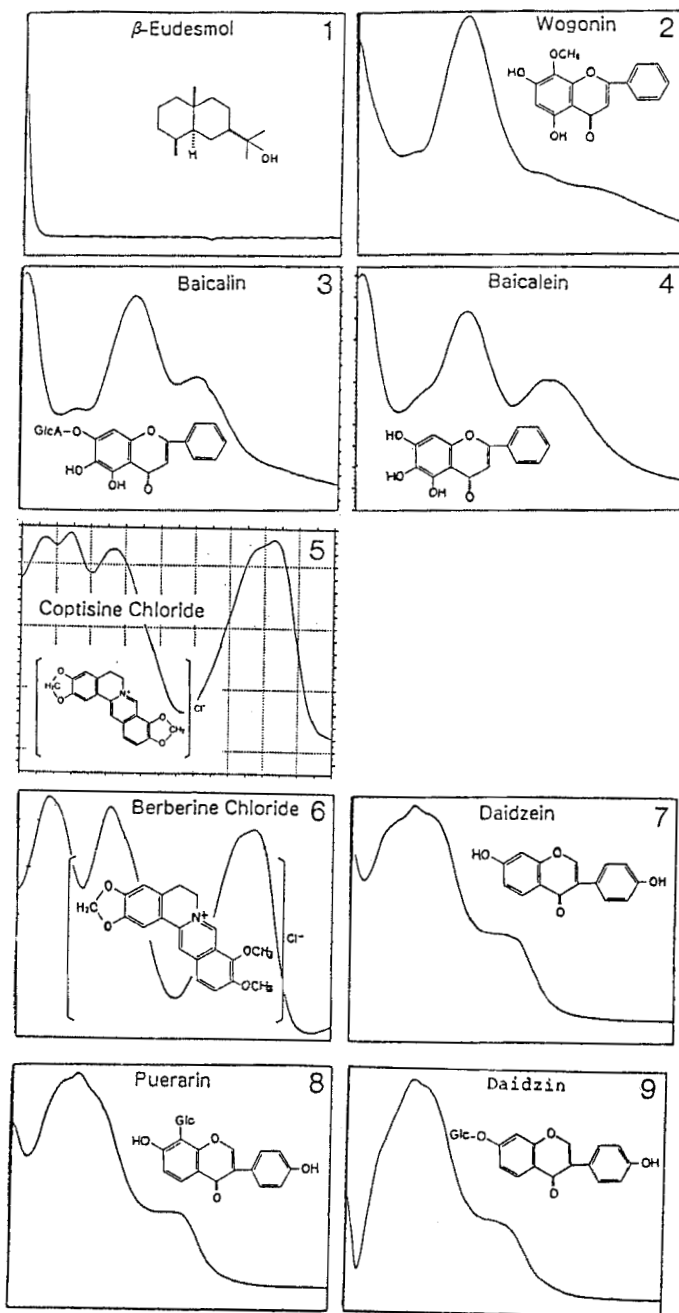 β-Eudesmol 1
H
OH
Wogonin 2
OCH₃
HO
O
OH O
Baicalin 3
GlcA-O
O
HO
OH O
Baicalein 4
HO
O
HO
OH O
5
Coptisine Chloride
O
H₂C
O
N⁺
O
CH₂
O
Cl⁻
Berberine Chloride 6
O
H₂C
O
N⁺
OCH₃
OCH₃
Cl⁻
Daidzein 7
HO
O
O
OH
Puerarin 8
Glc
HO
O
O
OH
Daidzin 9
Glc-O
O
O
OH